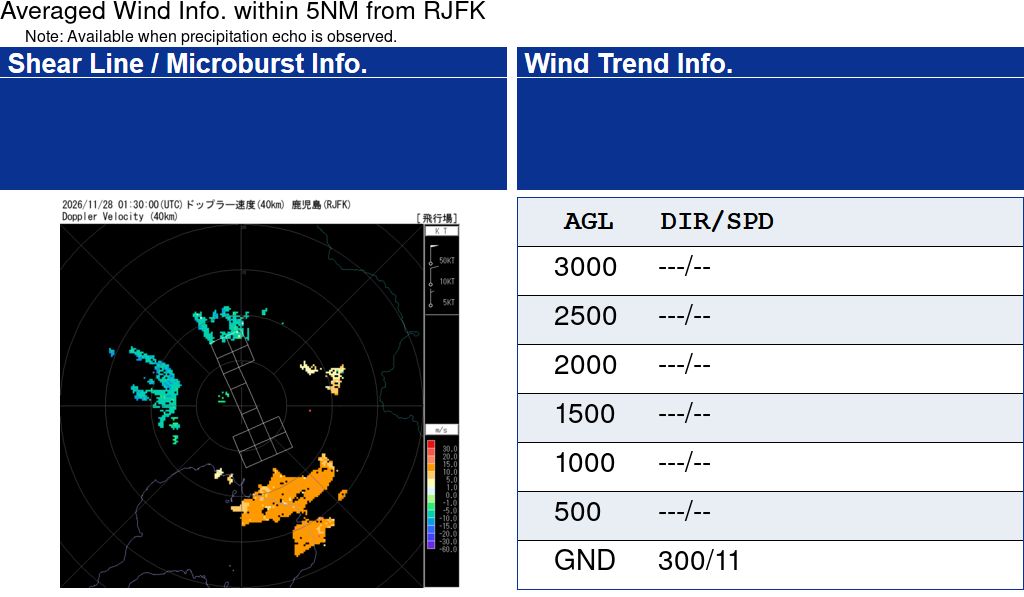 Averaged Wind Info. within 5NM from RJFK
Note: Available when precipitation echo is observed.
Shear Line / Microburst Info.
Wind Trend Info.
2026/11/28 01:30:00(UTC) ドップラー速度(40km) 鹿児島(RJFK)
Doppler Velocity (40km)
[飛行場]
K T
50KT
10KT
5KT
m/s
30.0
20.0
15.0
10.0
5.0
1.0
0.0
-1.0
-5.0
-10.0
-15.0
-20.0
-30.0
-60.0
AGL DIR/SPD
3000 ---/--
2500 ---/--
2000 ---/--
1500 ---/--
1000 ---/--
500 ---/--
GND 300/11